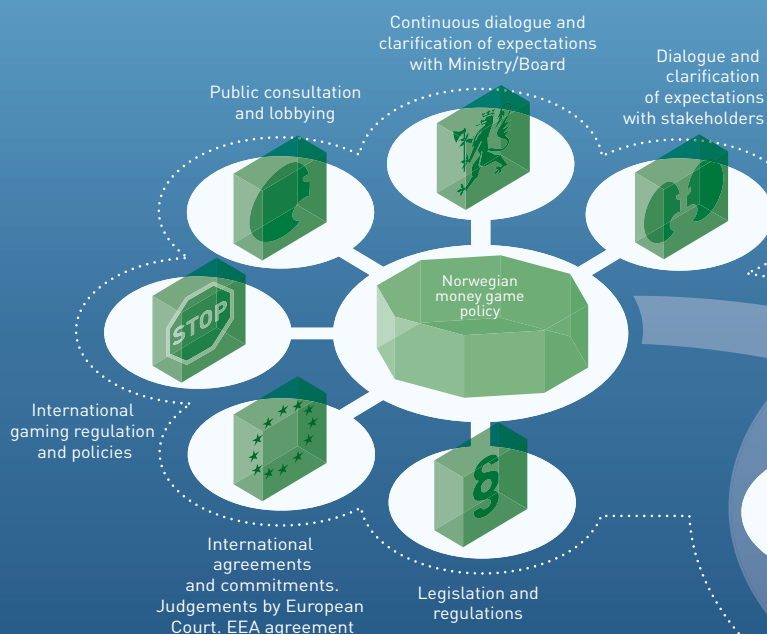 Continuous dialogue and
clarification of expectations
with Ministry/Board
Dialogue and
clarification
of expectations
with stakeholders
Public consultation
and lobbying
Norwegian
money game
policy
STOP
International
gaming regulation
and policies
§
International
agreements
and commitments.
Judgements by European
Court. EEA agreement
Legislation and
regulations